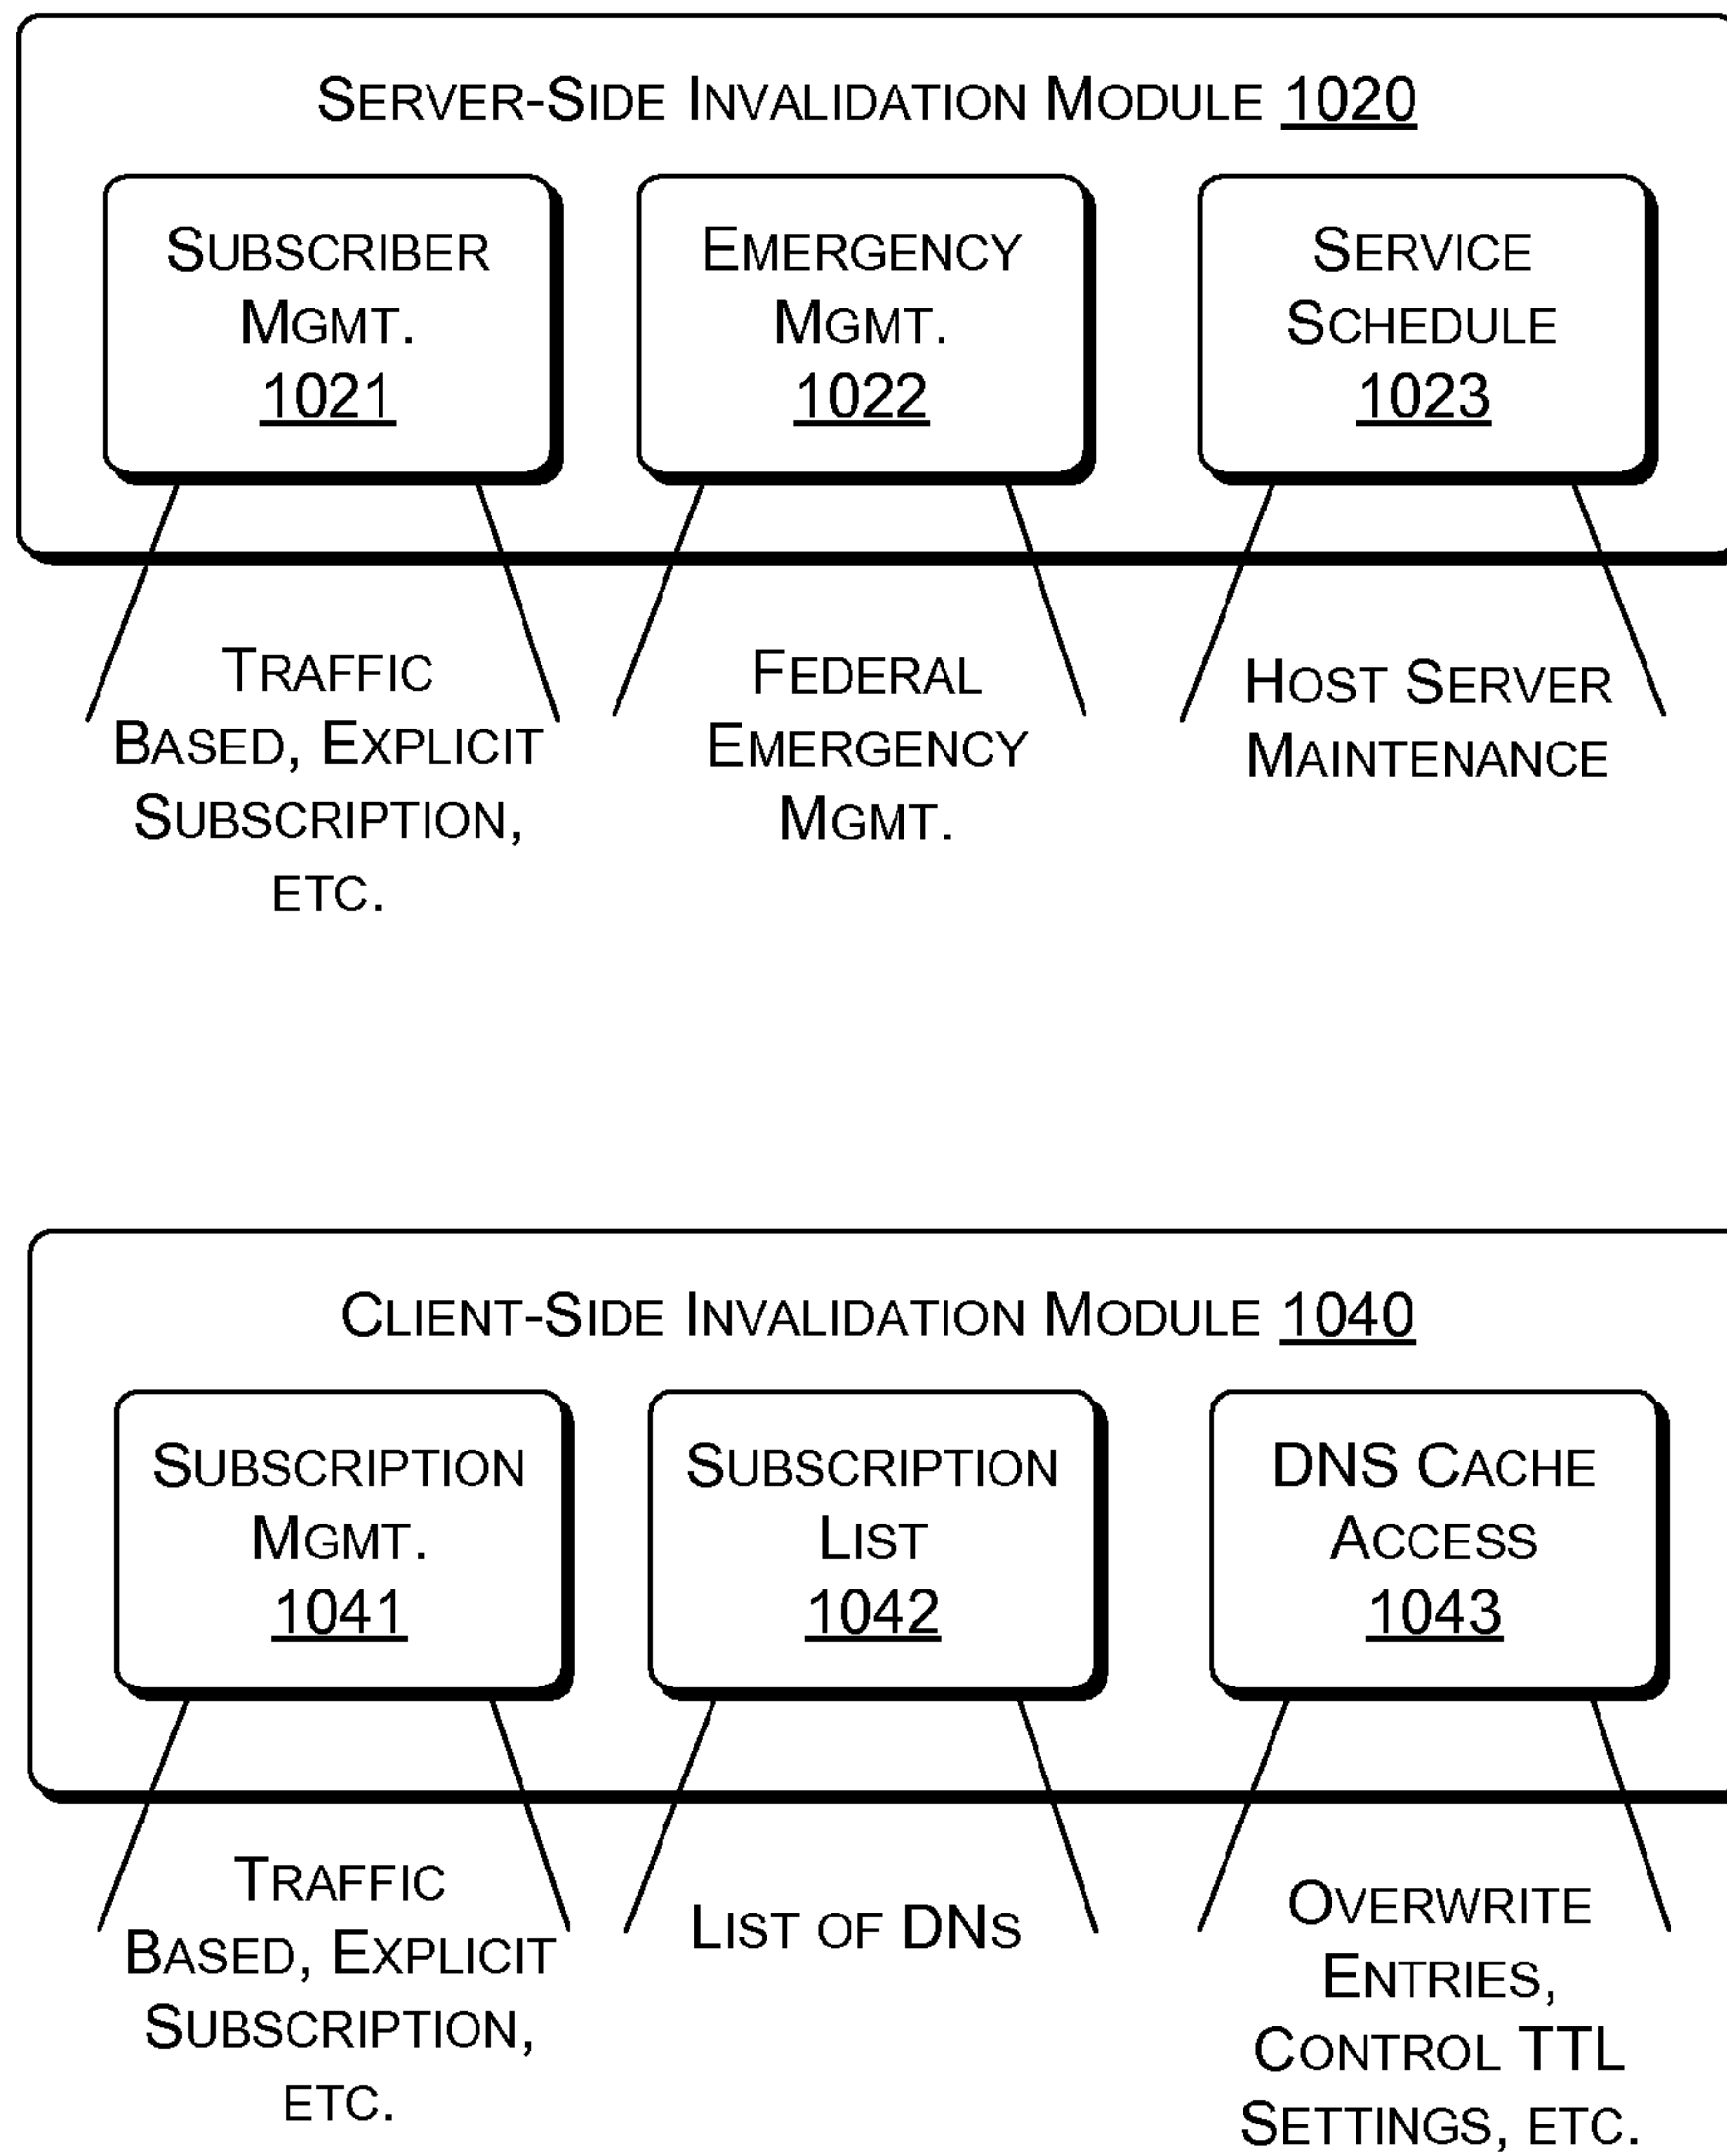 SERVER-SIDE INVALIDATION MODULE 1020
SUBSCRIBER
MGMT.
1021
EMERGENCY
MGMT.
1022
SERVICE
SCHEDULE
1023
TRAFFIC
BASED, EXPLICIT
SUBSCRIPTION,
ETC.
FEDERAL
EMERGENCY
MGMT.
HOST SERVER
MAINTENANCE
CLIENT-SIDE INVALIDATION MODULE 1040
SUBSCRIPTION
MGMT.
1041
SUBSCRIPTION
LIST
1042
DNS CACHE
ACCESS
1043
TRAFFIC
BASED, EXPLICIT
SUBSCRIPTION,
ETC.
LIST OF DNS
OVERWRITE
ENTRIES,
CONTROL TTL
SETTINGS, ETC.